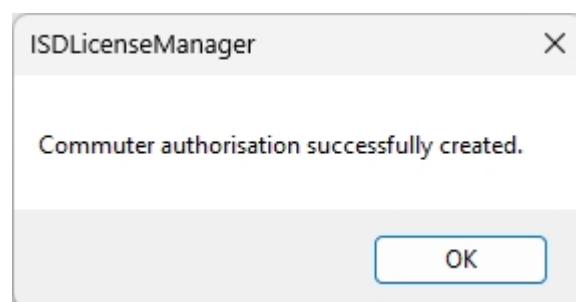 ISDLicenseManager
Commuter authorisation successfully created.
OK